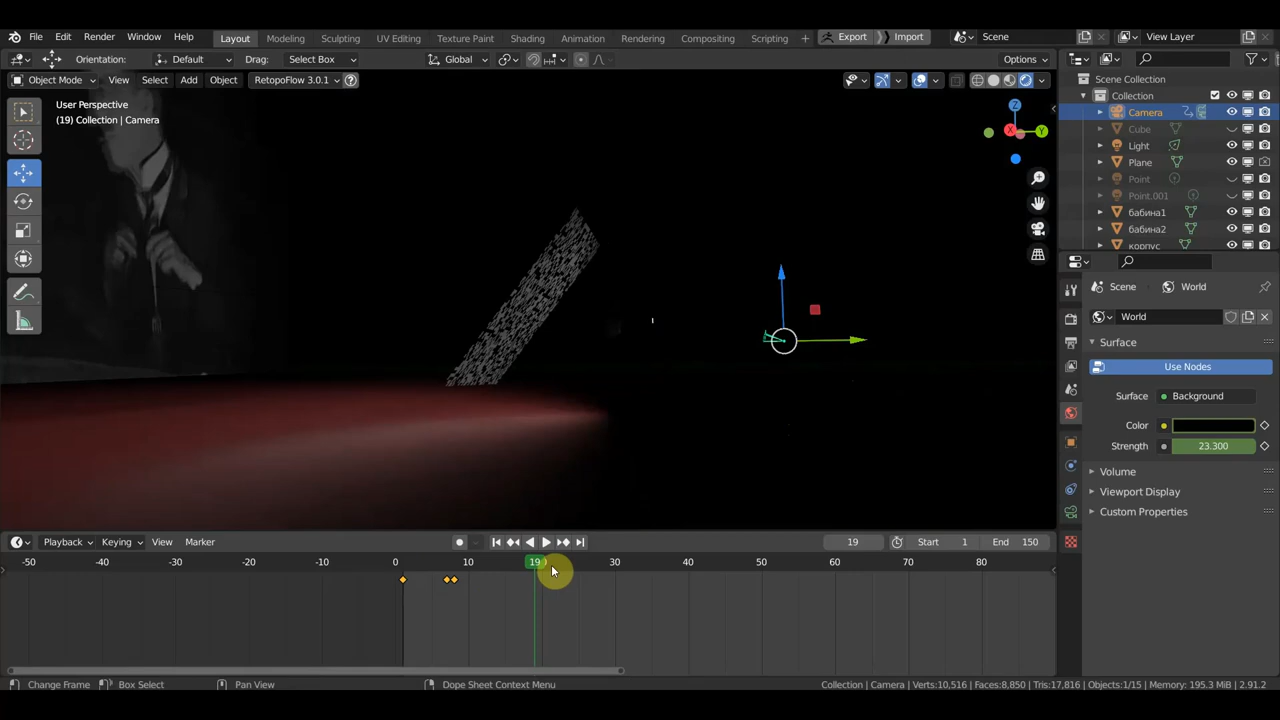 File Edit Render Window Help Layout Modeling Sculpting UV Editing Texture Paint Shading Animation Rendering Compositing Scripting + Export Import Scene View Layer
Orientation: Default Drag: Select Box Global Options
Object Mode View Select Add Object RetopoFlow 3.0.1
User Perspective
(19) Collection | Camera
Z
X
Y
Scene Collection
Collection
Camera
Cube
Light
Plane
Point
Point.001
бабина1
бабина2
корпус
Scene World
World
Surface
Use Nodes
Surface Background
Color
Strength 23.300
Volume
Viewport Display
Custom Properties
Playback Keying View Marker 19 Start 1 End 150
-50 -40 -30 -20 -10 0 10 19 30 40 50 60 70 80
Change Frame Box Select Pan View Dope Sheet Context Menu Collection | Camera | Verts:10,516 | Faces:8,850 | Tris:17,816 | Objects:1/15 | Memory: 195.3 MiB | 2.91.2